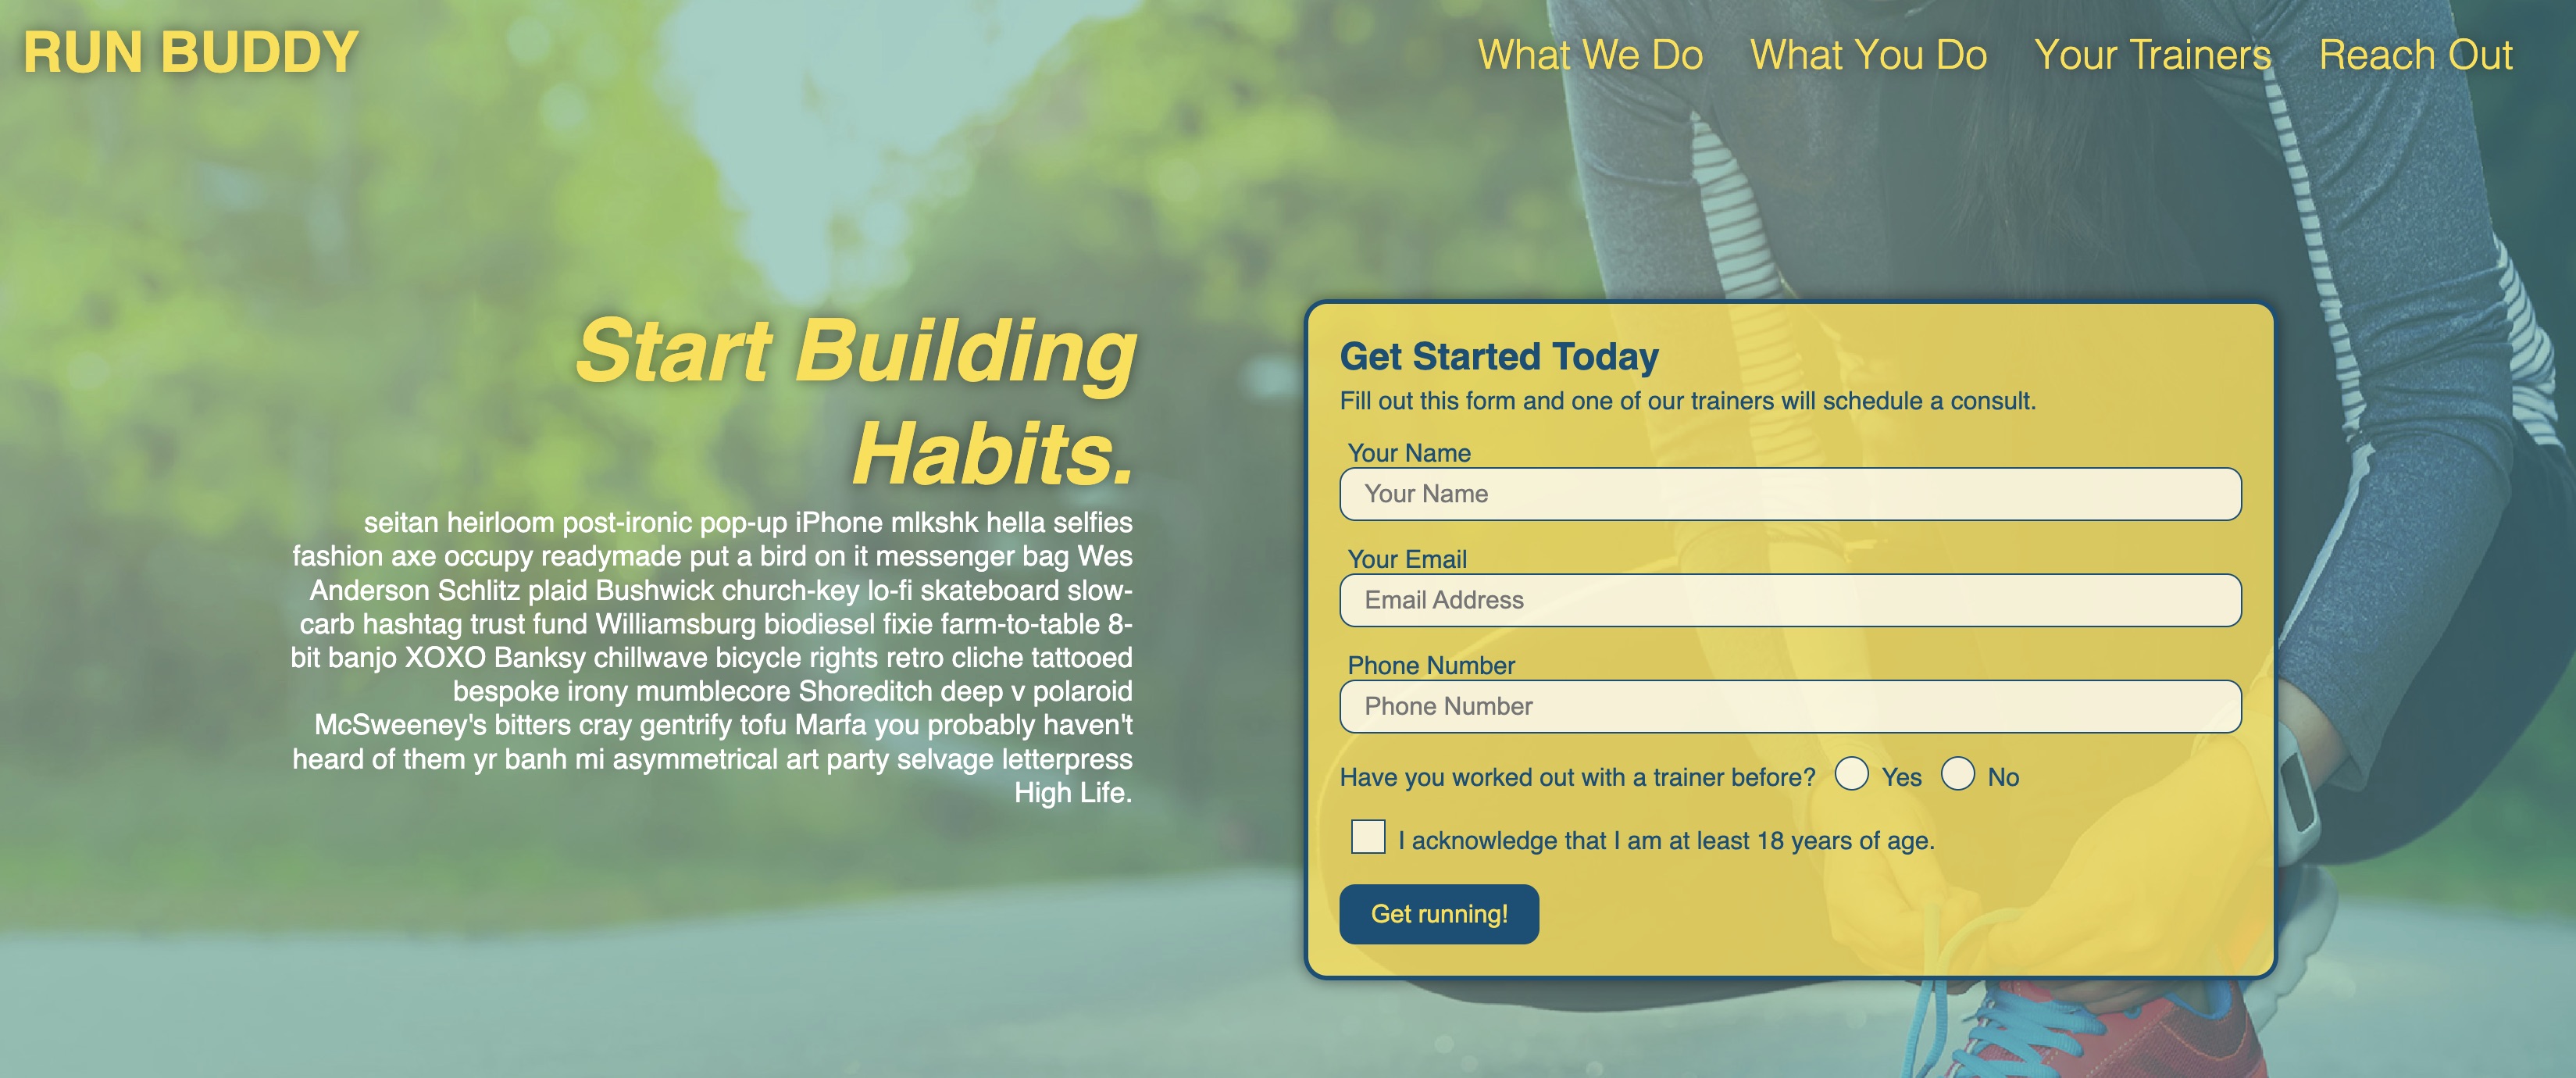 RUN BUDDY
What We Do What You Do Your Trainers Reach Out
Start Building
Habits.
seitan heirloom post-ironic pop-up iPhone mlkshk hella selfies
fashion axe occupy readymade put a bird on it messenger bag Wes
Anderson Schlitz plaid Bushwick church-key lo-fi skateboard slow-
carb hashtag trust fund Williamsburg biodiesel fixie farm-to-table 8-
bit banjo XOXO Banksy chillwave bicycle rights retro cliche tattooed
bespoke irony mumblecore Shoreditch deep v polaroid
McSweeney's bitters cray gentrify tofu Marfa you probably haven't
heard of them yr banh mi asymmetrical art party selvage letterpress
High Life.
Get Started Today
Fill out this form and one of our trainers will schedule a consult.
Your Name
Your Name
Your Email
Email Address
Phone Number
Phone Number
Have you worked out with a trainer before? Yes No
I acknowledge that I am at least 18 years of age.
Get running!